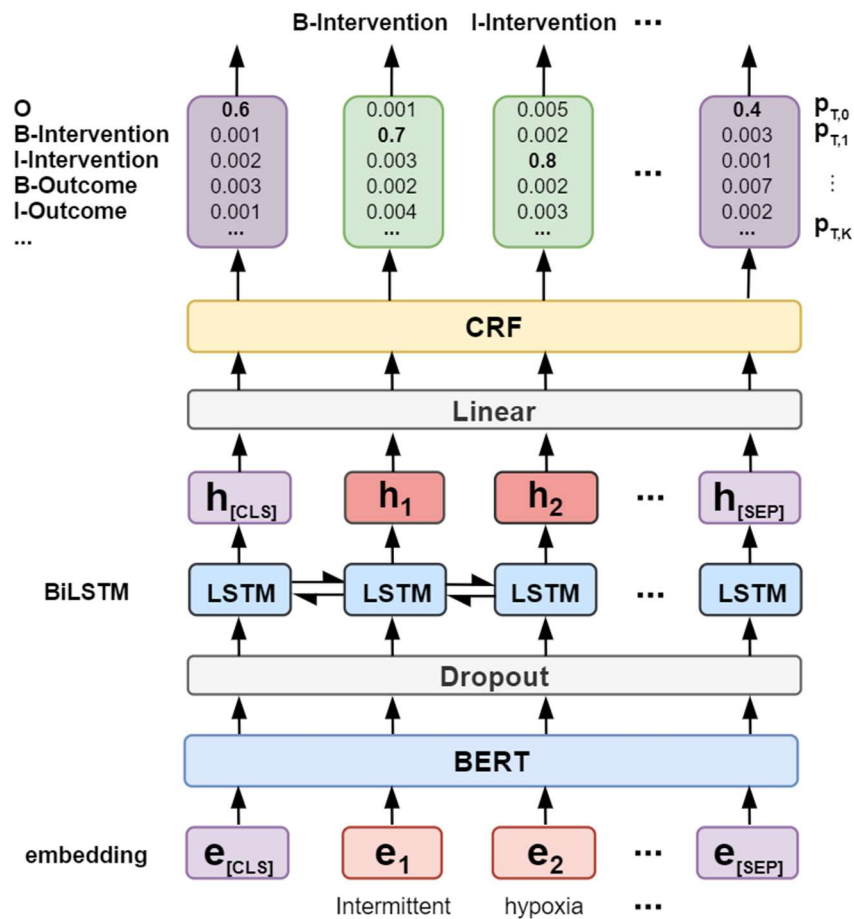 B-Intervention I-Intervention ...
O 0.6 0.001 0.005 0.4 p_T,0
B-Intervention 0.001 0.7 0.002 0.003 p_T,1
I-Intervention 0.002 0.003 0.8 ... 0.001
B-Outcome 0.003 0.002 0.002 0.007 ⋮
I-Outcome 0.001 0.004 0.003 0.002
... ... ... ... ... p_T,K
CRF
Linear
h_[CLS] h_1 h_2 ... h_[SEP]
BiLSTM LSTM LSTM LSTM ... LSTM
Dropout
BERT
embedding e_[CLS] e_1 e_2 ... e_[SEP]
Intermittent hypoxia ...